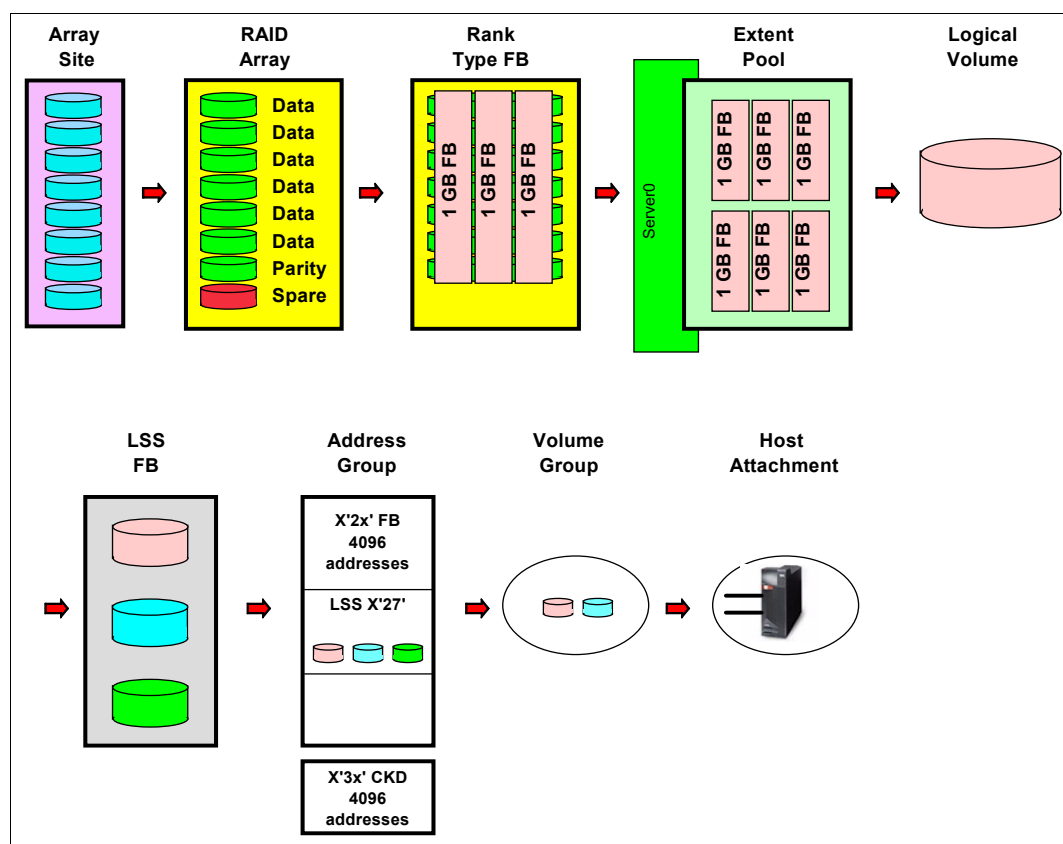 Array
Site
RAID
Array
Rank
Type FB
Extent
Pool
Logical
Volume
Data
Data
Data
Data
Data
Data
Parity
Spare
1 GB FB
1 GB FB
1 GB FB
Server0
1 GB FB
1 GB FB
1 GB FB
1 GB FB
1 GB FB
1 GB FB
LSS
FB
Address
Group
Volume
Group
Host
Attachment
X'2x' FB
4096
addresses
LSS X'27'
X'3x' CKD
4096
addresses